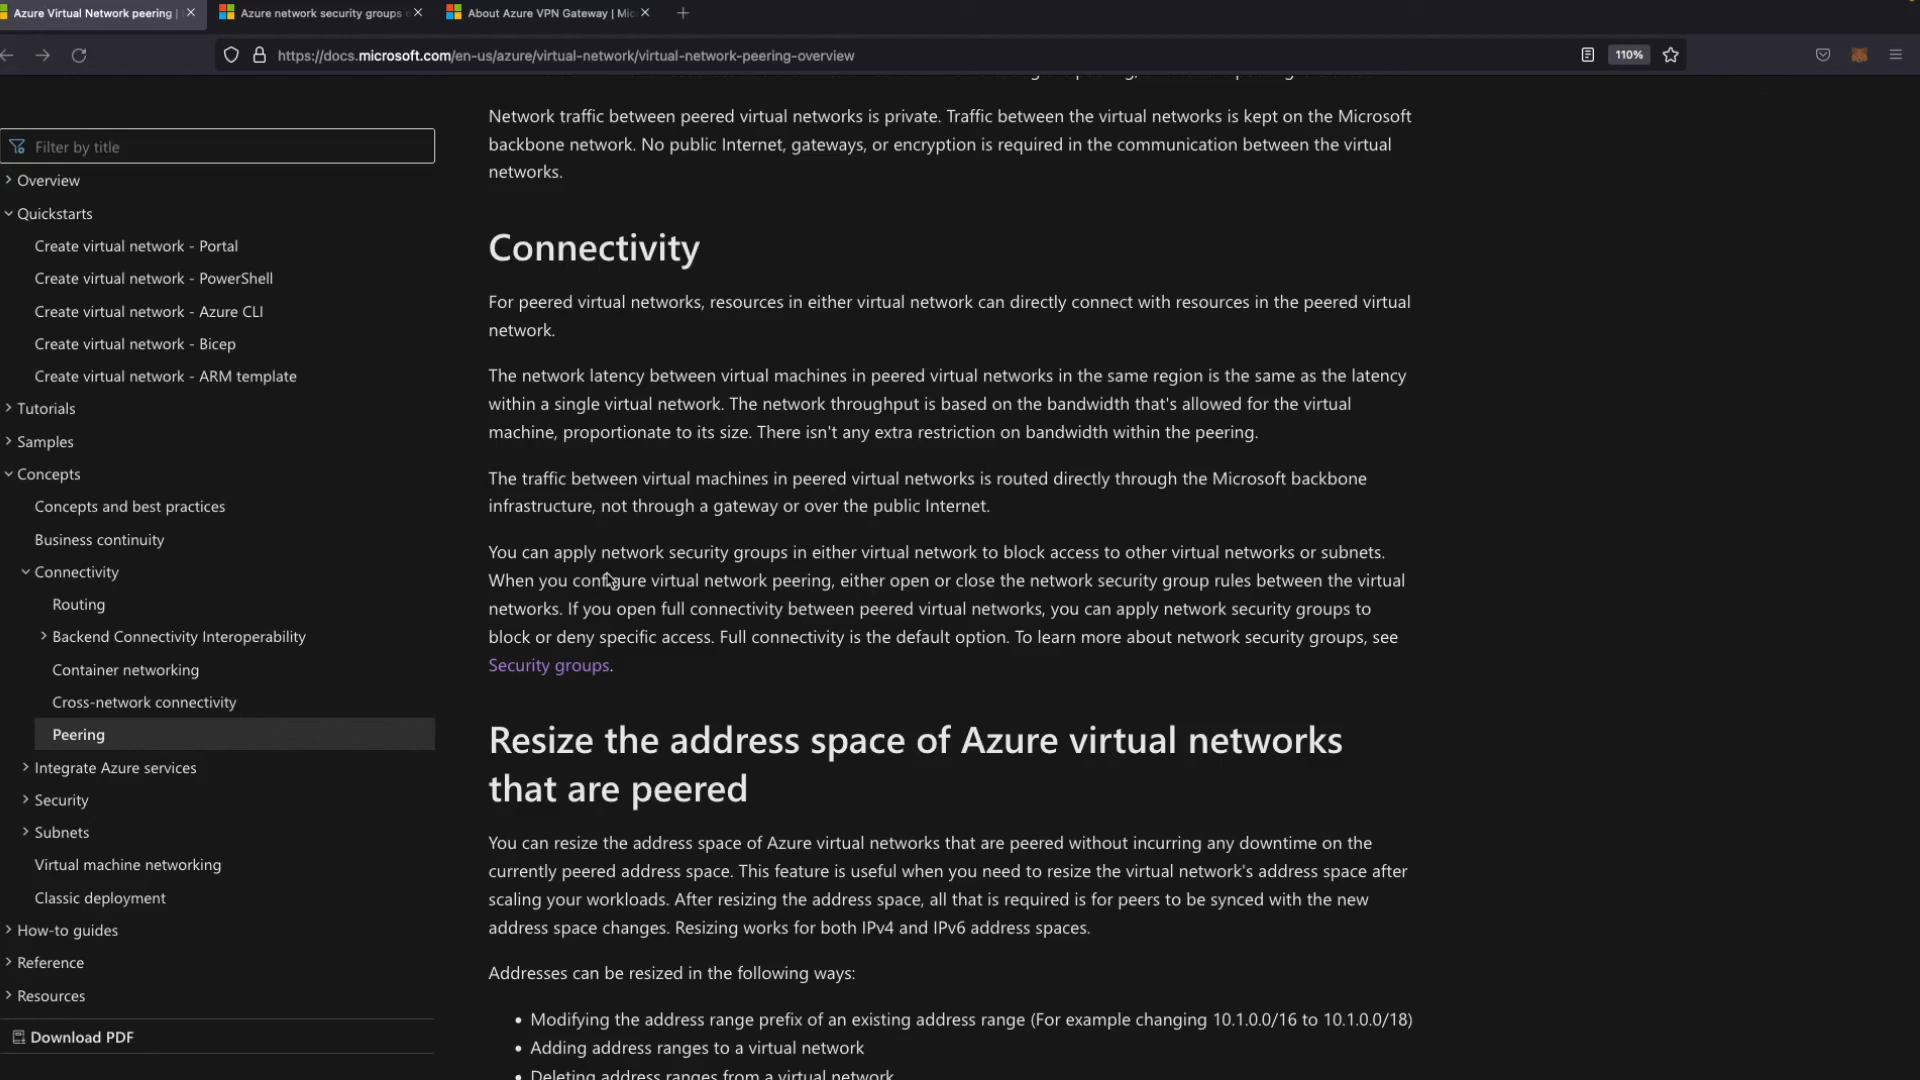 Azure Virtual Network peering |
Azure network security groups
About Azure VPN Gateway | Mic
https://docs.microsoft.com/en-us/azure/virtual-network/virtual-network-peering-overview
110%
Filter by title
Overview
Quickstarts
Create virtual network - Portal
Create virtual network - PowerShell
Create virtual network - Azure CLI
Create virtual network - Bicep
Create virtual network - ARM template
Tutorials
Samples
Concepts
Concepts and best practices
Business continuity
Connectivity
Routing
Backend Connectivity Interoperability
Container networking
Cross-network connectivity
Peering
Integrate Azure services
Security
Subnets
Virtual machine networking
Classic deployment
How-to guides
Reference
Resources
Download PDF
Network traffic between peered virtual networks is private. Traffic between the virtual networks is kept on the Microsoft
backbone network. No public Internet, gateways, or encryption is required in the communication between the virtual
networks.
Connectivity
For peered virtual networks, resources in either virtual network can directly connect with resources in the peered virtual
network.
The network latency between virtual machines in peered virtual networks in the same region is the same as the latency
within a single virtual network. The network throughput is based on the bandwidth that's allowed for the virtual
machine, proportionate to its size. There isn't any extra restriction on bandwidth within the peering.
The traffic between virtual machines in peered virtual networks is routed directly through the Microsoft backbone
infrastructure, not through a gateway or over the public Internet.
You can apply network security groups in either virtual network to block access to other virtual networks or subnets.
When you configure virtual network peering, either open or close the network security group rules between the virtual
networks. If you open full connectivity between peered virtual networks, you can apply network security groups to
block or deny specific access. Full connectivity is the default option. To learn more about network security groups, see
Security groups.
Resize the address space of Azure virtual networks
that are peered
You can resize the address space of Azure virtual networks that are peered without incurring any downtime on the
currently peered address space. This feature is useful when you need to resize the virtual network's address space after
scaling your workloads. After resizing the address space, all that is required is for peers to be synced with the new
address space changes. Resizing works for both IPv4 and IPv6 address spaces.
Addresses can be resized in the following ways:
• Modifying the address range prefix of an existing address range (For example changing 10.1.0.0/16 to 10.1.0.0/18)
• Adding address ranges to a virtual network
• Deleting address ranges from a virtual network